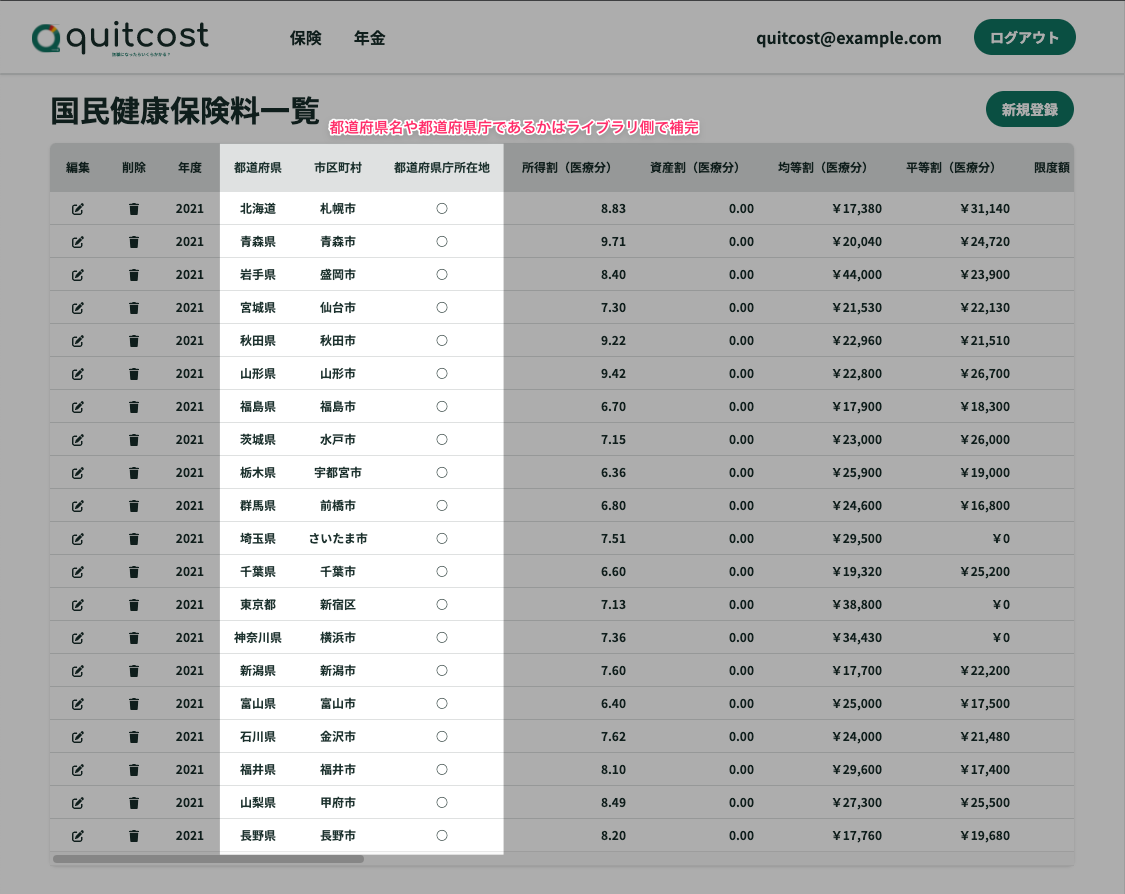 quitcost
退職になったらいくらかかる？
保険 年金 quitcost@example.com ログアウト
国民健康保険料一覧
新規登録
都道府県名や都道府県庁であるかはライブラリ側で補完
編集 削除 年度 都道府県 市区町村 都道府県庁所在地 所得割（医療分） 資産割（医療分） 均等割（医療分） 平等割（医療分） 限度額
2021 北海道 札幌市 〇 8.83 0.00 ￥17,380 ￥31,140
2021 青森県 青森市 〇 9.71 0.00 ￥20,040 ￥24,720
2021 岩手県 盛岡市 〇 8.40 0.00 ￥44,000 ￥23,900
2021 宮城県 仙台市 〇 7.30 0.00 ￥21,530 ￥22,130
2021 秋田県 秋田市 〇 9.22 0.00 ￥22,960 ￥21,510
2021 山形県 山形市 〇 9.42 0.00 ￥22,800 ￥26,700
2021 福島県 福島市 〇 6.70 0.00 ￥17,900 ￥18,300
2021 茨城県 水戸市 〇 7.15 0.00 ￥23,000 ￥26,000
2021 栃木県 宇都宮市 〇 6.36 0.00 ￥25,900 ￥19,000
2021 群馬県 前橋市 〇 6.80 0.00 ￥24,600 ￥16,800
2021 埼玉県 さいたま市 〇 7.51 0.00 ￥29,500 ￥0
2021 千葉県 千葉市 〇 6.60 0.00 ￥19,320 ￥25,200
2021 東京都 新宿区 〇 7.13 0.00 ￥38,800 ￥0
2021 神奈川県 横浜市 〇 7.36 0.00 ￥34,430 ￥0
2021 新潟県 新潟市 〇 7.60 0.00 ￥17,700 ￥22,200
2021 富山県 富山市 〇 6.40 0.00 ￥25,000 ￥17,500
2021 石川県 金沢市 〇 7.62 0.00 ￥24,000 ￥21,480
2021 福井県 福井市 〇 8.10 0.00 ￥29,600 ￥17,400
2021 山梨県 甲府市 〇 8.49 0.00 ￥27,300 ￥25,500
2021 長野県 長野市 〇 8.20 0.00 ￥17,760 ￥19,680